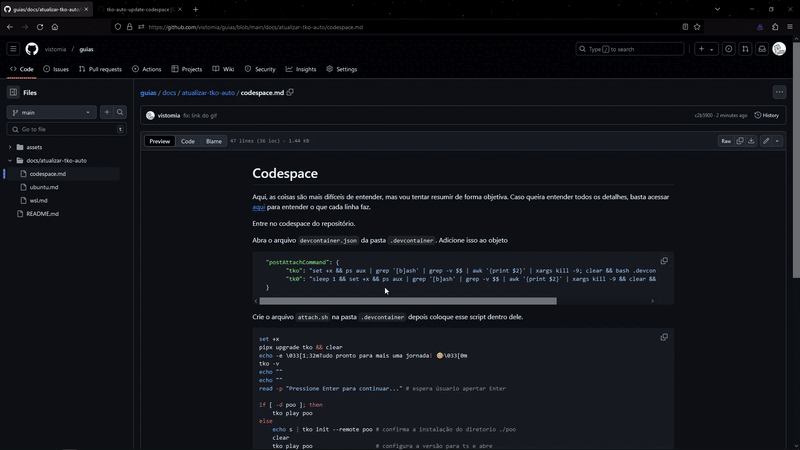 guias/docs/atualizar-tko-auto/
tko-auto-update-codespace
https://github.com/vistomia/guias/blob/main/docs/atualizar-tko-auto/codespace.md
vistomia / guias
Type / to search
Code
Issues
Pull requests
Actions
Projects
Wiki
Security
Insights
Settings
Files
main
Go to file
t
assets
docs/atualizar-tko-auto
codespace.md
ubuntu.md
wsl.md
README.md
guias / docs / atualizar-tko-auto / codespace.md
vistomia fix: link do gif
2 minutes ago
History
Preview Code Blame 47 lines (36 loc) · 1.44 KB
Raw
Codespace
Aqui, as coisas são mais difíceis de entender, mas vou tentar resumir de forma objetiva. Caso queira entender todos os detalhes, basta acessar
aqui para entender o que cada linha faz.
Entre no codespace do repositório.
Abra o arquivo devcontainer.json da pasta .devcontainer. Adicione isso ao objeto
"postAttachCommand": {
"tko": "set +x && ps aux | grep '[b]ash' | grep -v $$ | awk '{print $2}' | xargs kill -9; clear && bash .devcon
"tk0": "sleep 1 && set +x && ps aux | grep '[b]ash' | grep -v $$ | awk '{print $2}' | xargs kill -9 && clear &&
}
Crie o arquivo attach.sh na pasta .devcontainer depois coloque esse script dentro dele.
set +x
pipx upgrade tko && clear
echo -e \033[1;32mTudo pronto para mais uma jornada! 🎯\033[0m
tko -v
echo ""
echo ""
read -p "Pressione Enter para continuar..." # espera úsuario apertar Enter
if [ -d poo ]; then
tko play poo
else
echo s | tko init --remote poo # confirma a instalação do diretorio ./poo
clear
tko play poo # configura a versão para ts e abre